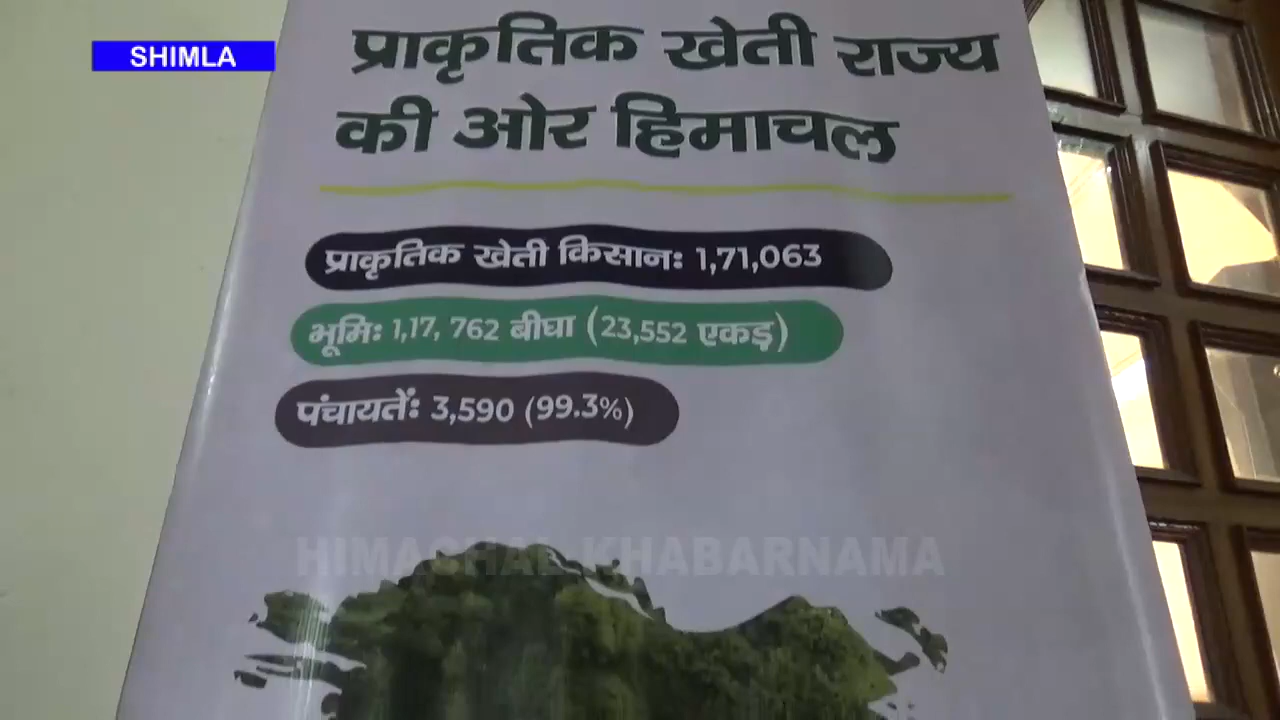 SHIMLA
प्राकृतिक खेती राज्य
की ओर हिमाचल
प्राकृतिक खेती किसान: 1,71,063
भूमि: 1,17, 762 बीघा (23,552 एकड़)
पंचायतें: 3,590 (99.3%)
HIMACHAL KHABARNAMA